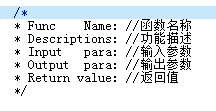 /*
* Func   Name: //函数名称
* Descriptions: //功能描述
* Input  para: //输入参数
* Output  para: //输出参数
* Return value: //返回值
*/